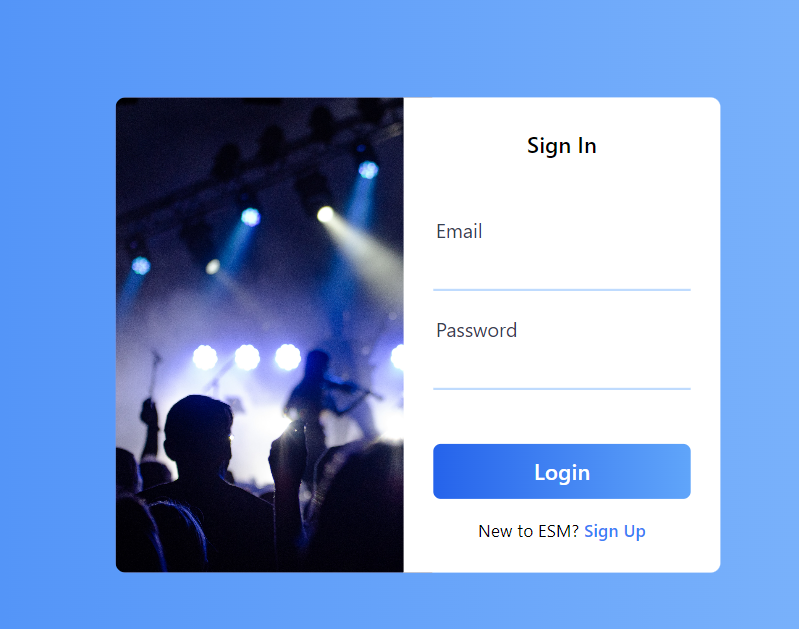 Sign In
Email
Password
Login
New to ESM? Sign Up